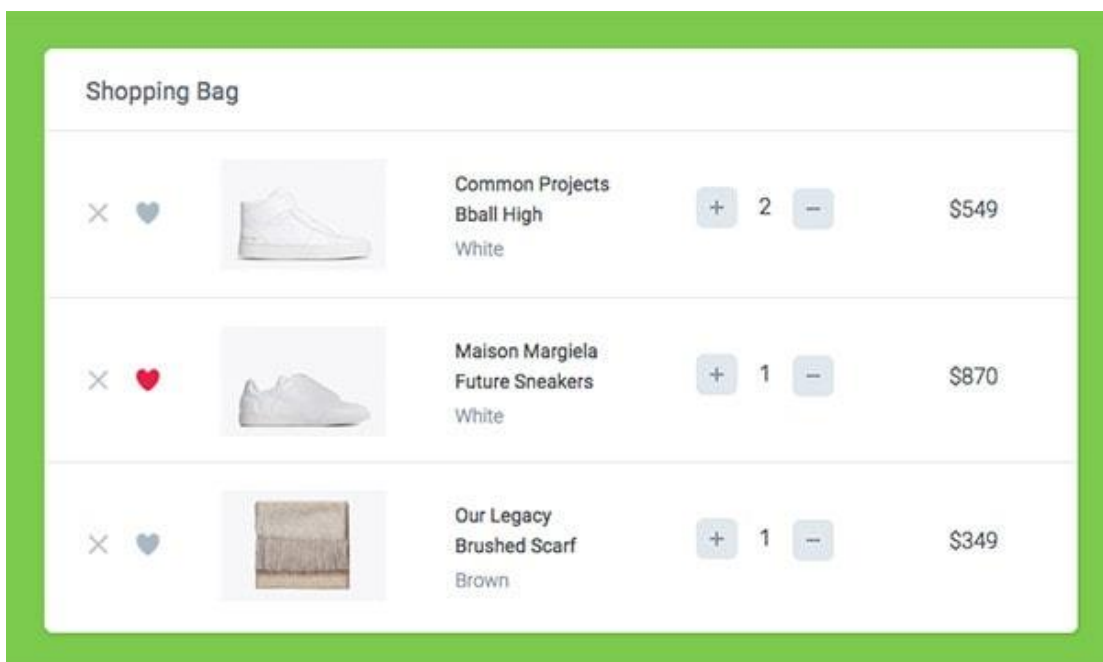 Shopping Bag
Common Projects
Bball High
White
+ 2 − $549
Maison Margiela
Future Sneakers
White
+ 1 − $870
Our Legacy
Brushed Scarf
Brown
+ 1 − $349